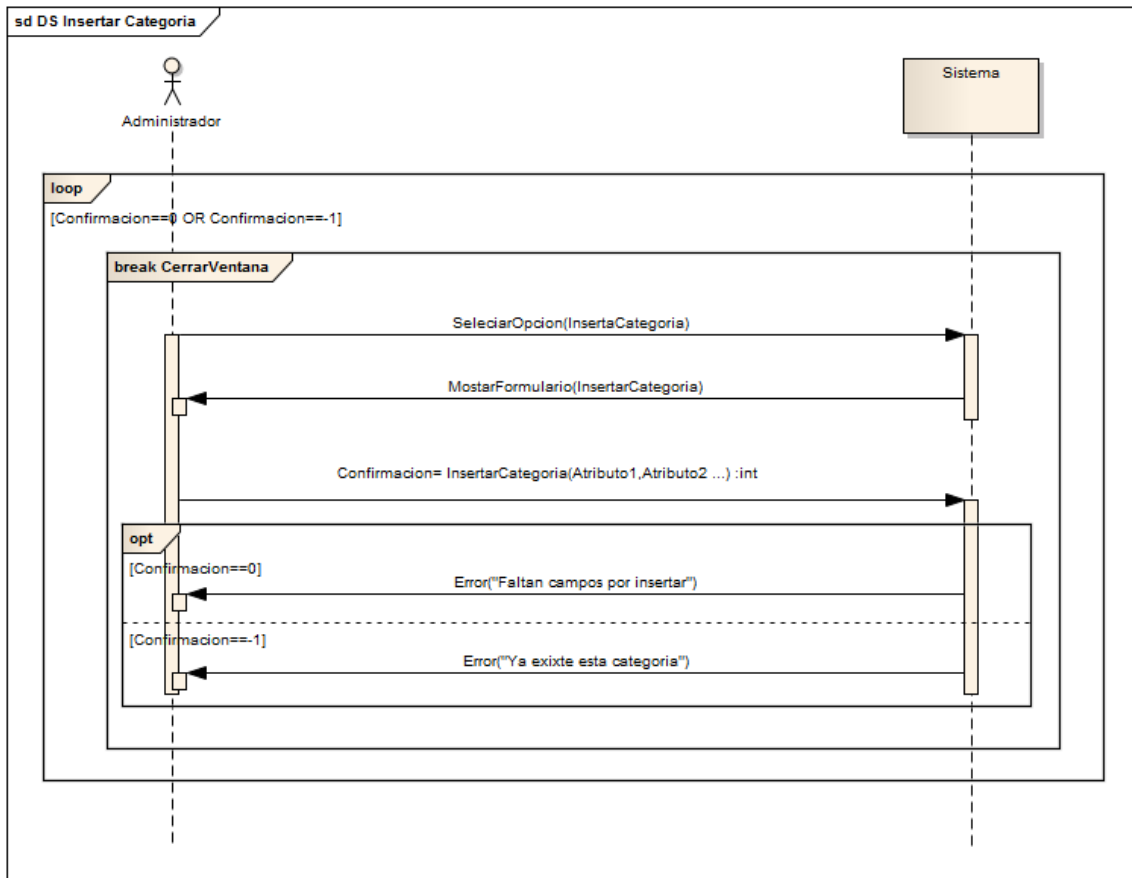 sd DS Insertar Categoria
Administrador
Sistema
loop
[Confirmacion==0 OR Confirmacion==-1]
break CerrarVentana
SeleciarOpcion(InsertaCategoria)
MostarFormulario(InsertarCategoria)
Confirmacion= InsertarCategoria(Atributo1,Atributo2 ...) :int
opt
[Confirmacion==0]
Error("Faltan campos por insertar")
[Confirmacion==-1]
Error("Ya exixte esta categoria")